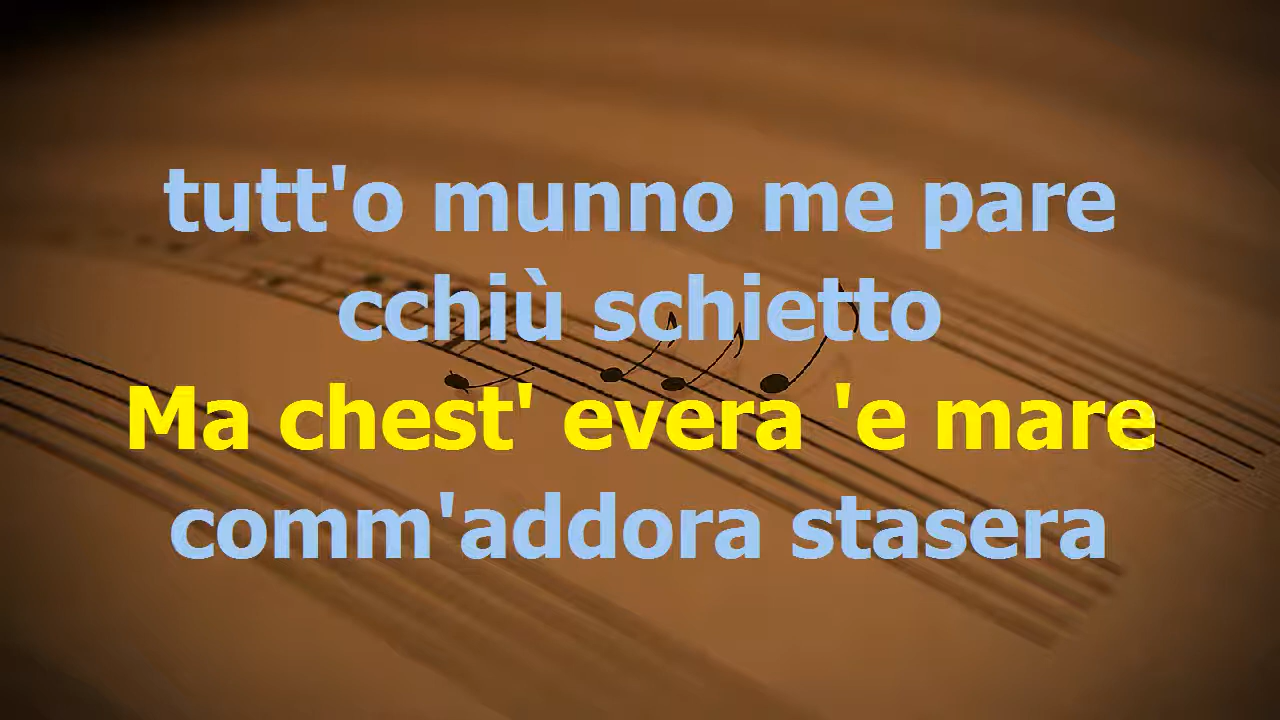 tutt'o munno me pare
cchiù schietto
Ma chest' evera 'e mare
comm'addora stasera